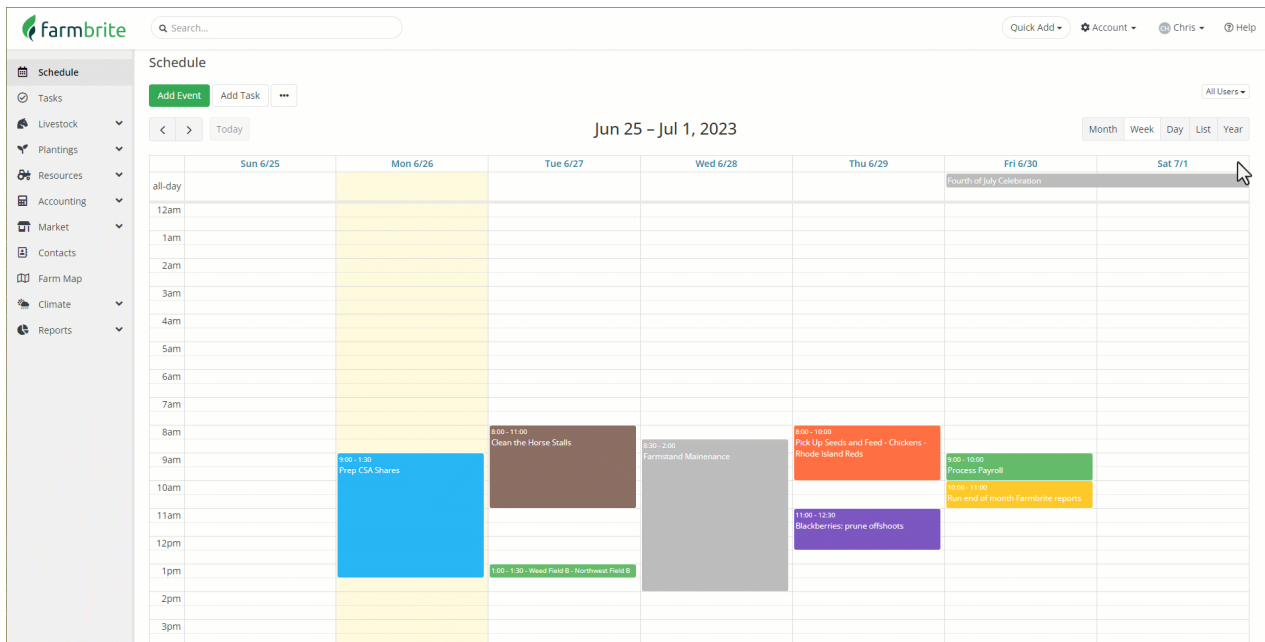 farmbrite
Search...
Quick Add
Account
CH Chris
Help
Schedule
Tasks
Livestock
Plantings
Resources
Accounting
Market
Contacts
Farm Map
Climate
Reports
Schedule
Add Event
Add Task
•••
All Users
Today
Jun 25 – Jul 1, 2023
Month
Week
Day
List
Year
Sun 6/25
Mon 6/26
Tue 6/27
Wed 6/28
Thu 6/29
Fri 6/30
Sat 7/1
all-day
Fourth of July Celebration
12am
1am
2am
3am
4am
5am
6am
7am
8am
9am
10am
11am
12pm
1pm
2pm
3pm
9:00 - 1:30
Prep CSA Shares
8:00 - 11:00
Clean the Horse Stalls
1:00 - 1:30 - Weed Field B - Northwest Field B
8:30 - 2:00
Farmstand Mainenance
8:00 - 10:00
Pick Up Seeds and Feed - Chickens -
Rhode Island Reds
11:00 - 12:30
Blackberries: prune offshoots
9:00 - 10:00
Process Payroll
10:00 - 11:00
Run end of month Farmbrite reports